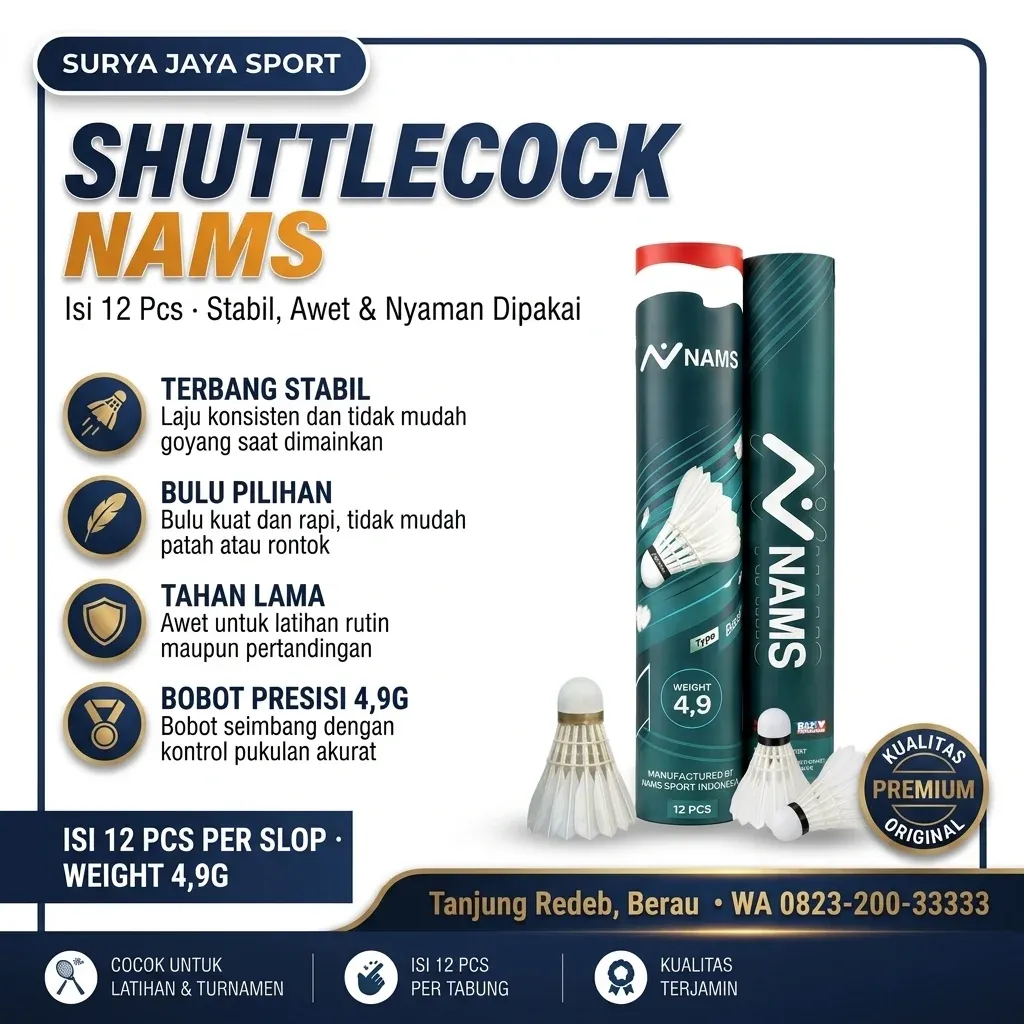 SURYA JAYA SPORT
SHUTTLECOCK
NAMS
Isi 12 Pcs · Stabil, Awet & Nyaman Dipakai
TERBANG STABIL
Laju konsisten dan tidak mudah
goyang saat dimainkan
BULU PILIHAN
Bulu kuat dan rapi, tidak mudah
patah atau rontok
TAHAN LAMA
Awet untuk latihan rutin
maupun pertandingan
BOBOT PRESISI 4,9G
Bobot seimbang dengan
kontrol pukulan akurat
NAMS
Type
WEIGHT
4,9
MANUFACTURED BY
NAMS SPORT INDONESIA
12 PCS
NAMS
KUALITAS
PREMIUM
ORIGINAL
ISI 12 PCS PER SLOP ·
WEIGHT 4,9G
Tanjung Redeb, Berau · WA 0823-200-33333
COCOK UNTUK
LATIHAN & TURNAMEN
ISI 12 PCS
PER TABUNG
KUALITAS
TERJAMIN